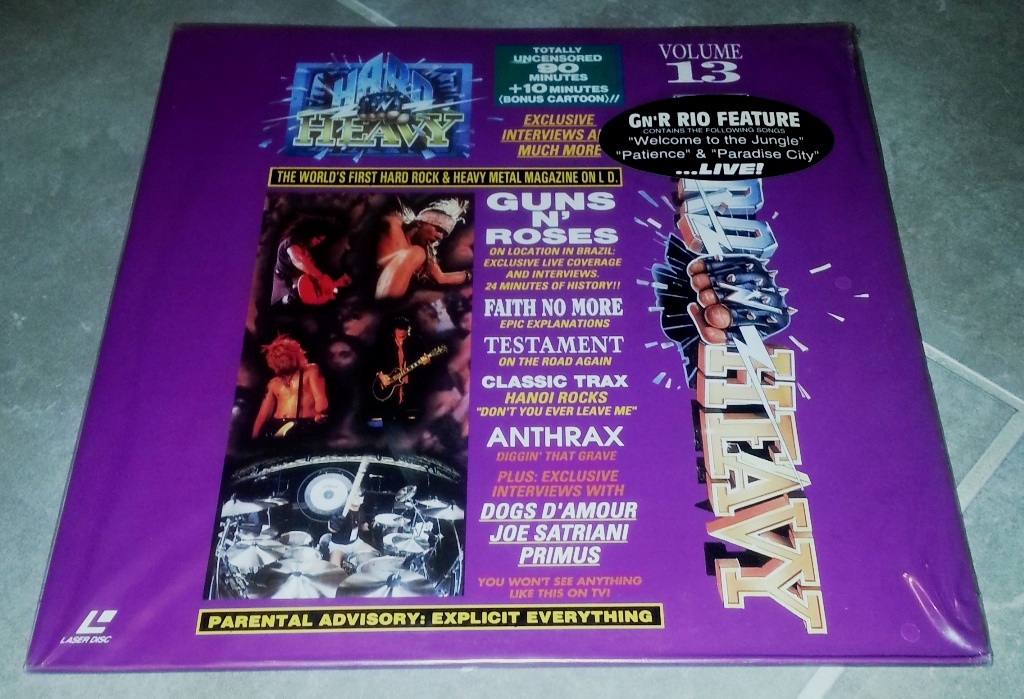 HARD
N'
HEAVY
TOTALLY
UNCENSORED
90
MINUTES
+10 MINUTES
(BONUS CARTOON)!!
EXCLUSIVE
INTERVIEWS
MUCH MORE
VOLUME
13
GN'R RIO FEATURE
CONTAINS THE FOLLOWING SONGS
"Welcome to the Jungle"
"Patience" & "Paradise City"
...LIVE!
THE WORLD'S FIRST HARD ROCK & HEAVY METAL MAGAZINE ON L D.
GUNS
N'
ROSES
ON LOCATION IN BRAZIL:
EXCLUSIVE LIVE COVERAGE
AND INTERVIEWS.
24 MINUTES OF HISTORY!!
FAITH NO MORE
EPIC EXPLANATIONS
TESTAMENT
ON THE ROAD AGAIN
CLASSIC TRAX
HANOI ROCKS
"DON'T YOU EVER LEAVE ME"
ANTHRAX
DIGGIN' THAT GRAVE
PLUS: EXCLUSIVE
INTERVIEWS WITH
DOGS D'AMOUR
JOE SATRIANI
PRIMUS
YOU WON'T SEE ANYTHING
LIKE THIS ON TV!
PARENTAL ADVISORY: EXPLICIT EVERYTHING
RD
N'
HEAVY
LASER DISC